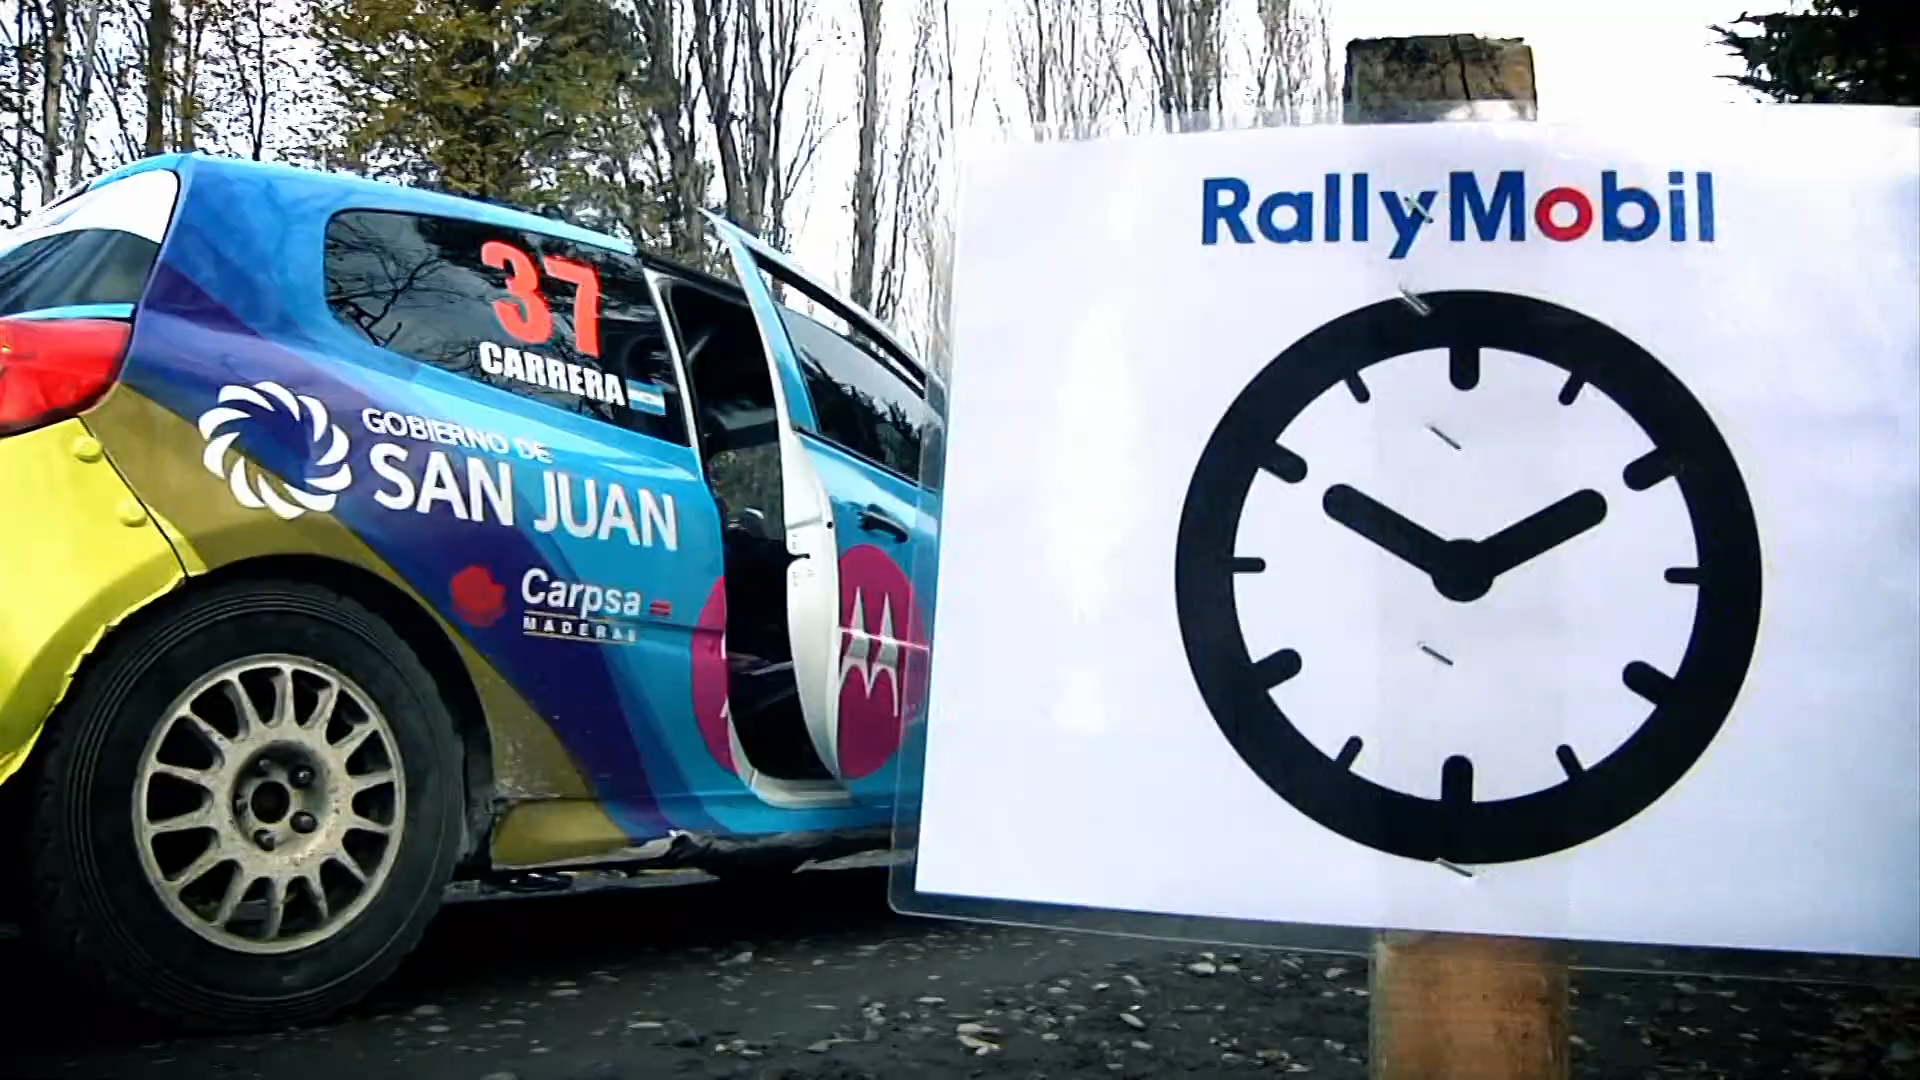 37
CARRERA
GOBIERNO DE
SAN JUAN
Carpsa
MADERAS
RallyMobil